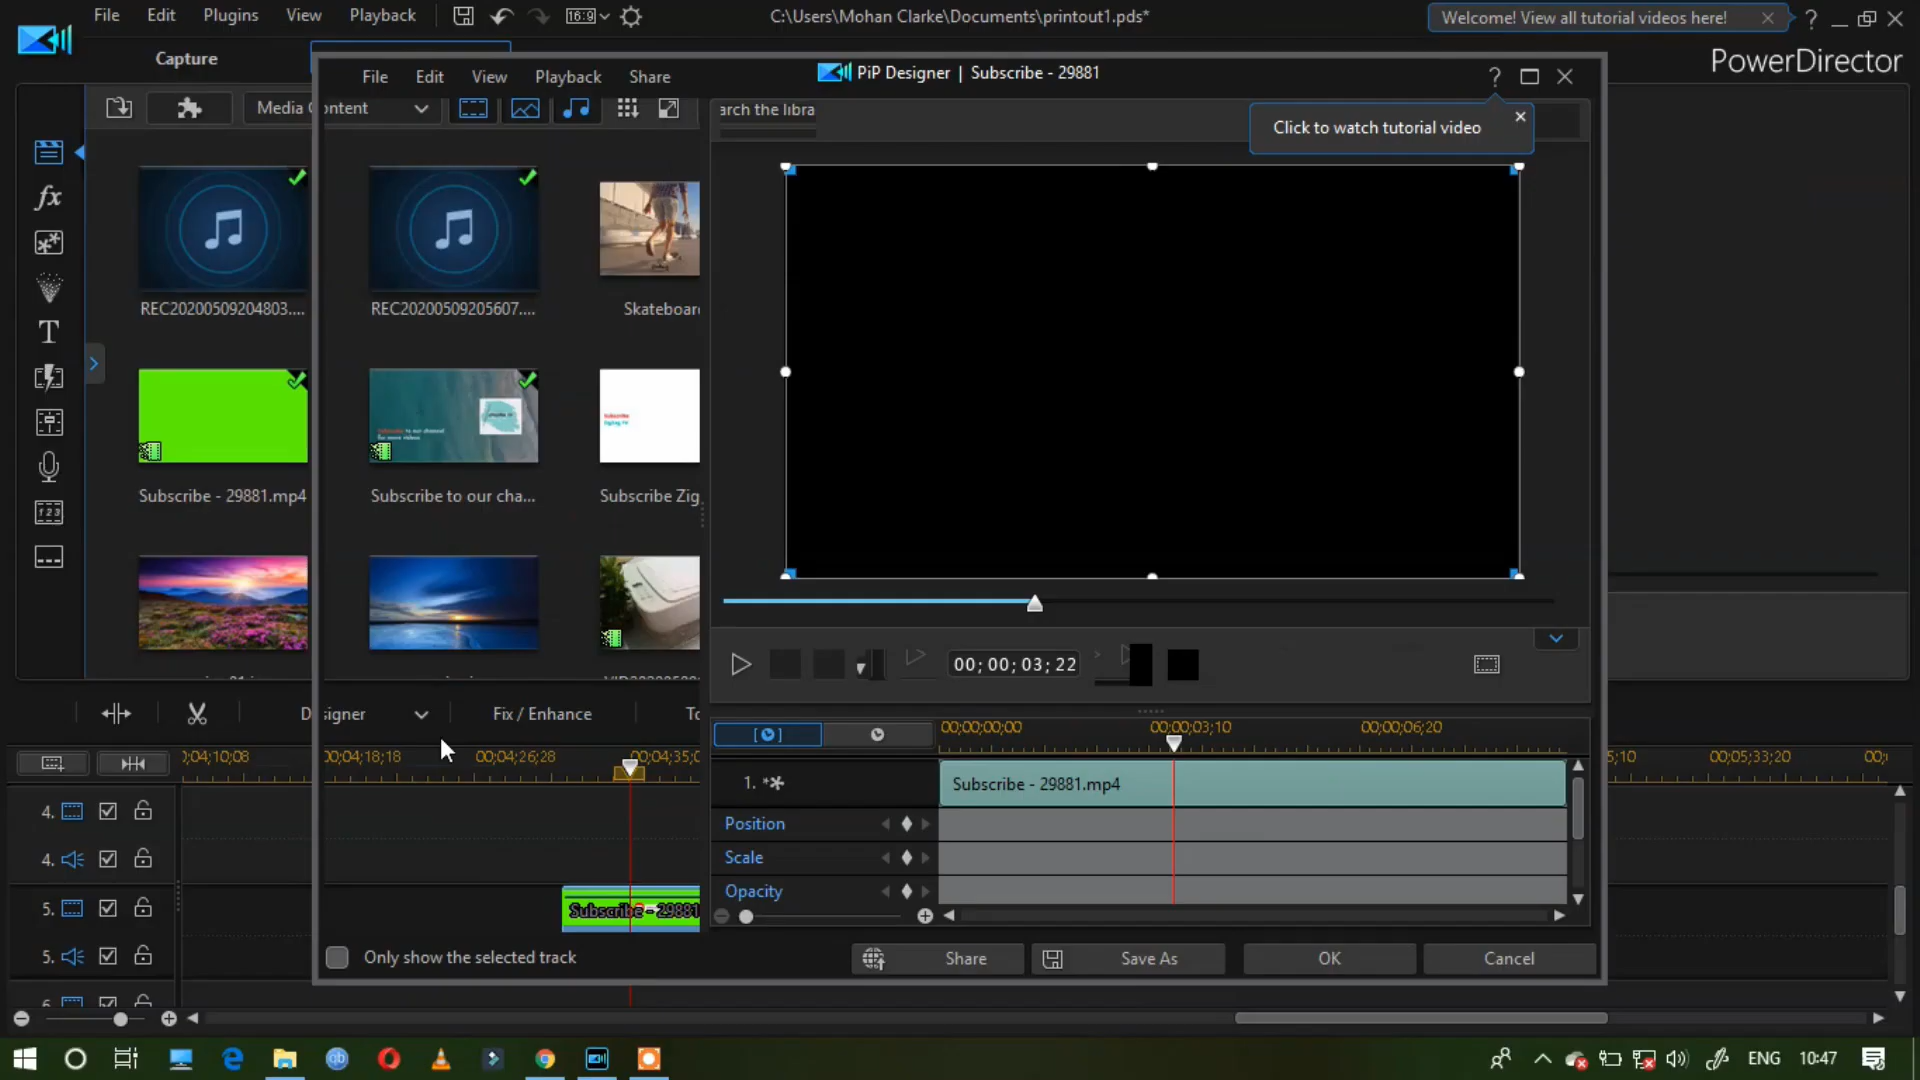 File Edit Plugins View Playback 16:9 C:\Users\Mohan Clarke\Documents\printout1.pds* Welcome! View all tutorial videos here! ?
Capture
PowerDirector
File Edit View Playback Share PiP Designer | Subscribe - 29881 ?
Media Content
arch the libra
Click to watch tutorial video
REC20200509204803.... REC20200509205607.... Skateboar
Subscribe - 29881.mp4 Subscribe to our cha... Subscribe Zig
00; 00; 03; 22
Designer Fix / Enhance To
00;00;00;00 00;00;03;10 00;00;06;20
;04;10;08 00;04;18;18 00;04;26;28 00;04;35;0 5;10 00;05;33;20 00;
1. Subscribe - 29881.mp4
Position
Scale
Opacity
4.
4.
5. Subscribe - 29881
5.
6.
Only show the selected track Share Save As OK Cancel
ENG 10:47